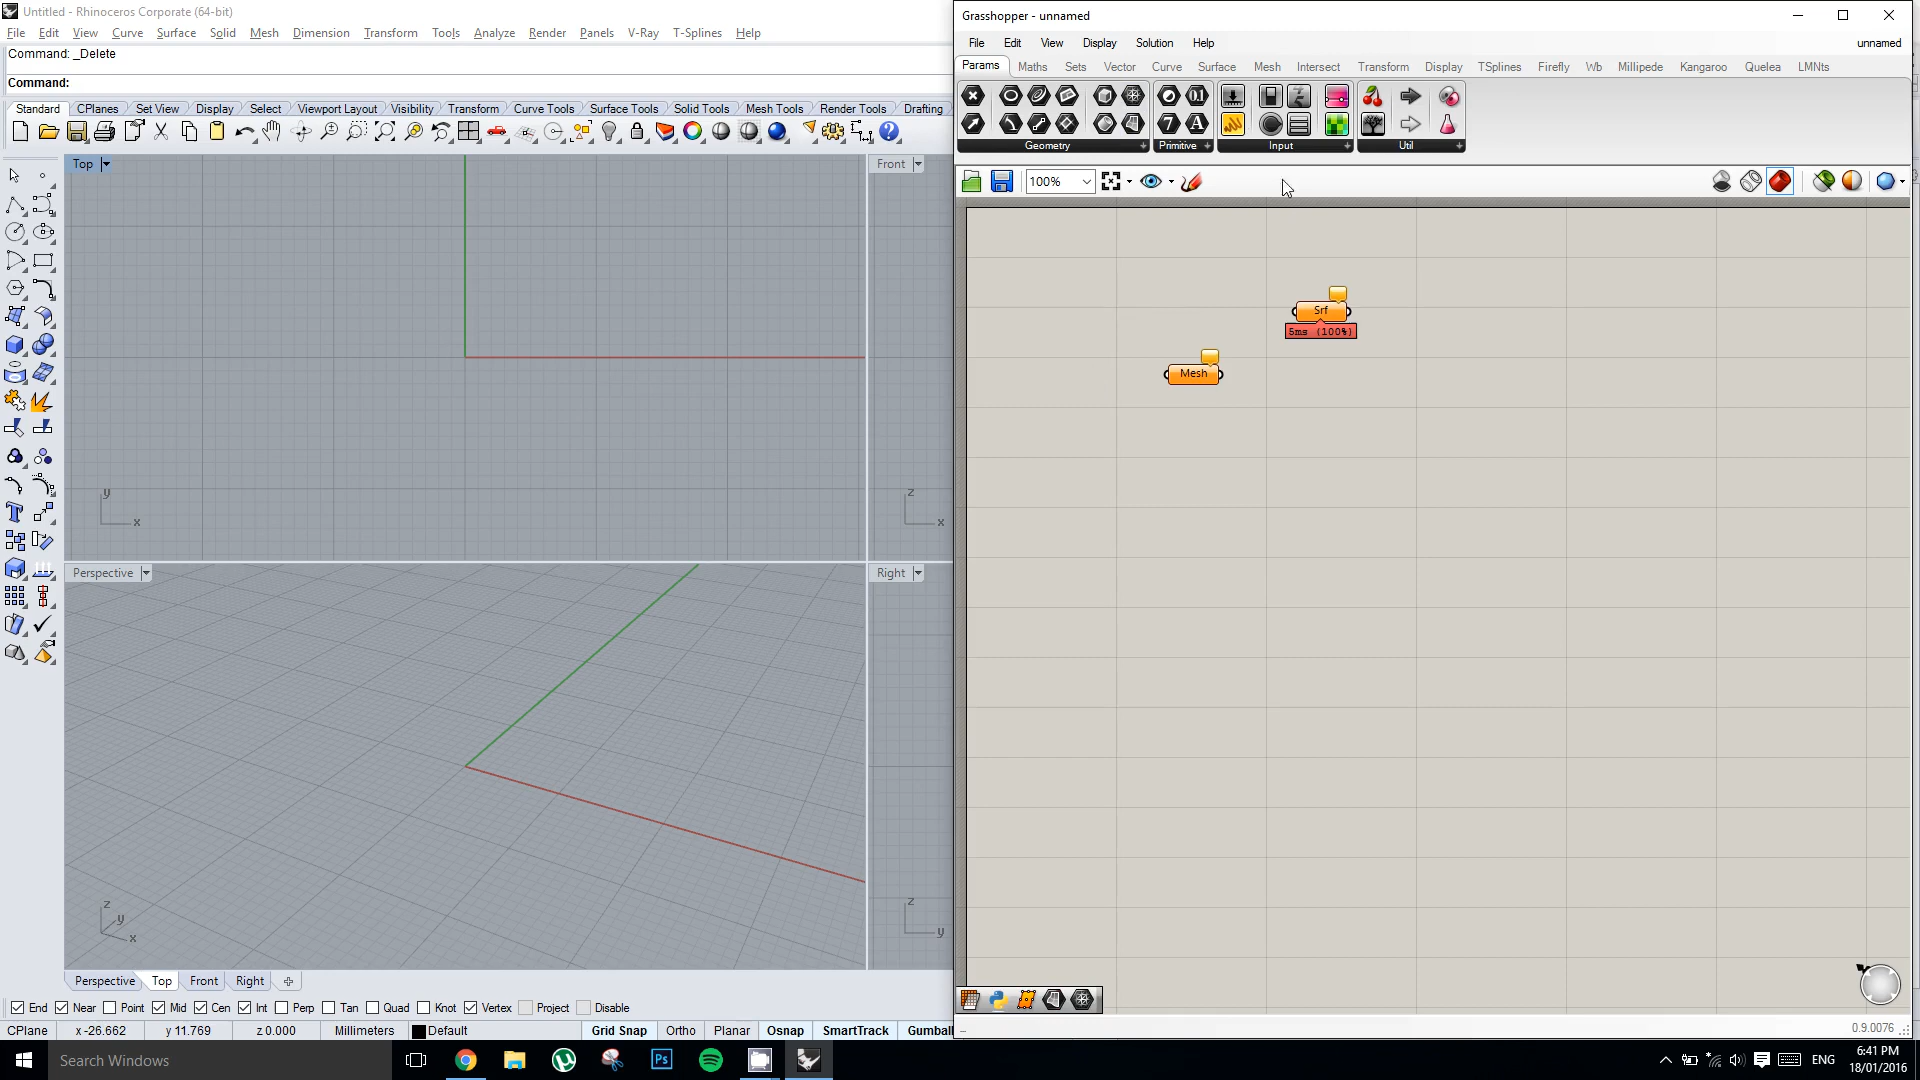 Untitled - Rhinoceros Corporate (64-bit)
File Edit View Curve Surface Solid Mesh Dimension Transform Tools Analyze Render Panels V-Ray T-Splines Help
Command: _Delete
Command:
Standard CPlanes Set View Display Select Viewport Layout Visibility Transform Curve Tools Surface Tools Solid Tools Mesh Tools Render Tools Drafting
Top
Front
y
x
z
x
Perspective
Right
z
y
x
z
y
Perspective Top Front Right
End Near Point Mid Cen Int Perp Tan Quad Knot Vertex Project Disable
CPlane x -26.662 y 11.769 z 0.000 Millimeters Default Grid Snap Ortho Planar Osnap SmartTrack Gumball
Grasshopper - unnamed
File Edit View Display Solution Help unnamed
Params Maths Sets Vector Curve Surface Mesh Intersect Transform Display TSplines Firefly Wb Millipede Kangaroo Quelea LMNts
0.1
7 A
Geometry Primitive Input Util
100%
Srf
5ms (100%)
Mesh
...
0.9.0076
Search Windows
Ps
ENG
6:41 PM
18/01/2016